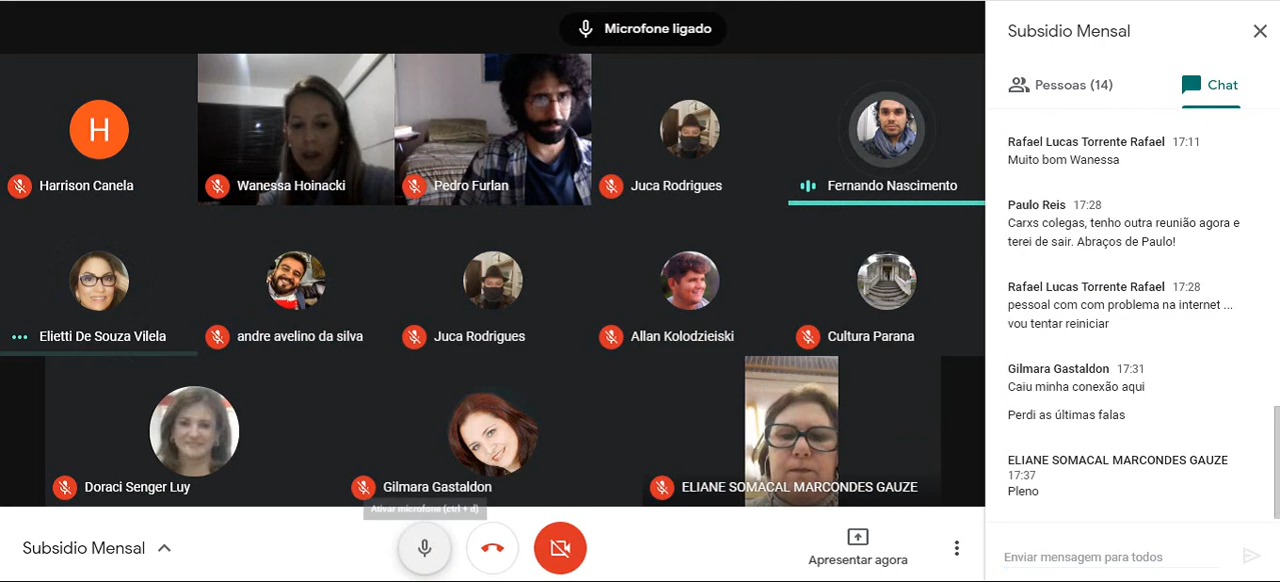 Microfone ligado
H
Harrison Canela
Wanessa Hoinacki
Pedro Furlan
Juca Rodrigues
Fernando Nascimento
Elietti De Souza Vilela
andre avelino da silva
Juca Rodrigues
Allan Kolodzieiski
Cultura Parana
Doraci Senger Luy
Gilmara Gastaldon
ELIANE SOMACAL MARCONDES GAUZE
Ativar microfone (ctrl + d)
Subsidio Mensal
Apresentar agora
Subsidio Mensal
Pessoas (14)
Chat
Rafael Lucas Torrente Rafael 17:11
Muito bom Wanessa
Paulo Reis 17:28
Carxs colegas, tenho outra reunião agora e
terei de sair. Abraços de Paulo!
Rafael Lucas Torrente Rafael 17:28
pessoal com com problema na internet ...
vou tentar reiniciar
Gilmara Gastaldon 17:31
Caiu minha conexão aqui
Perdi as últimas falas
ELIANE SOMACAL MARCONDES GAUZE
17:37
Pleno
Enviar mensagem para todos